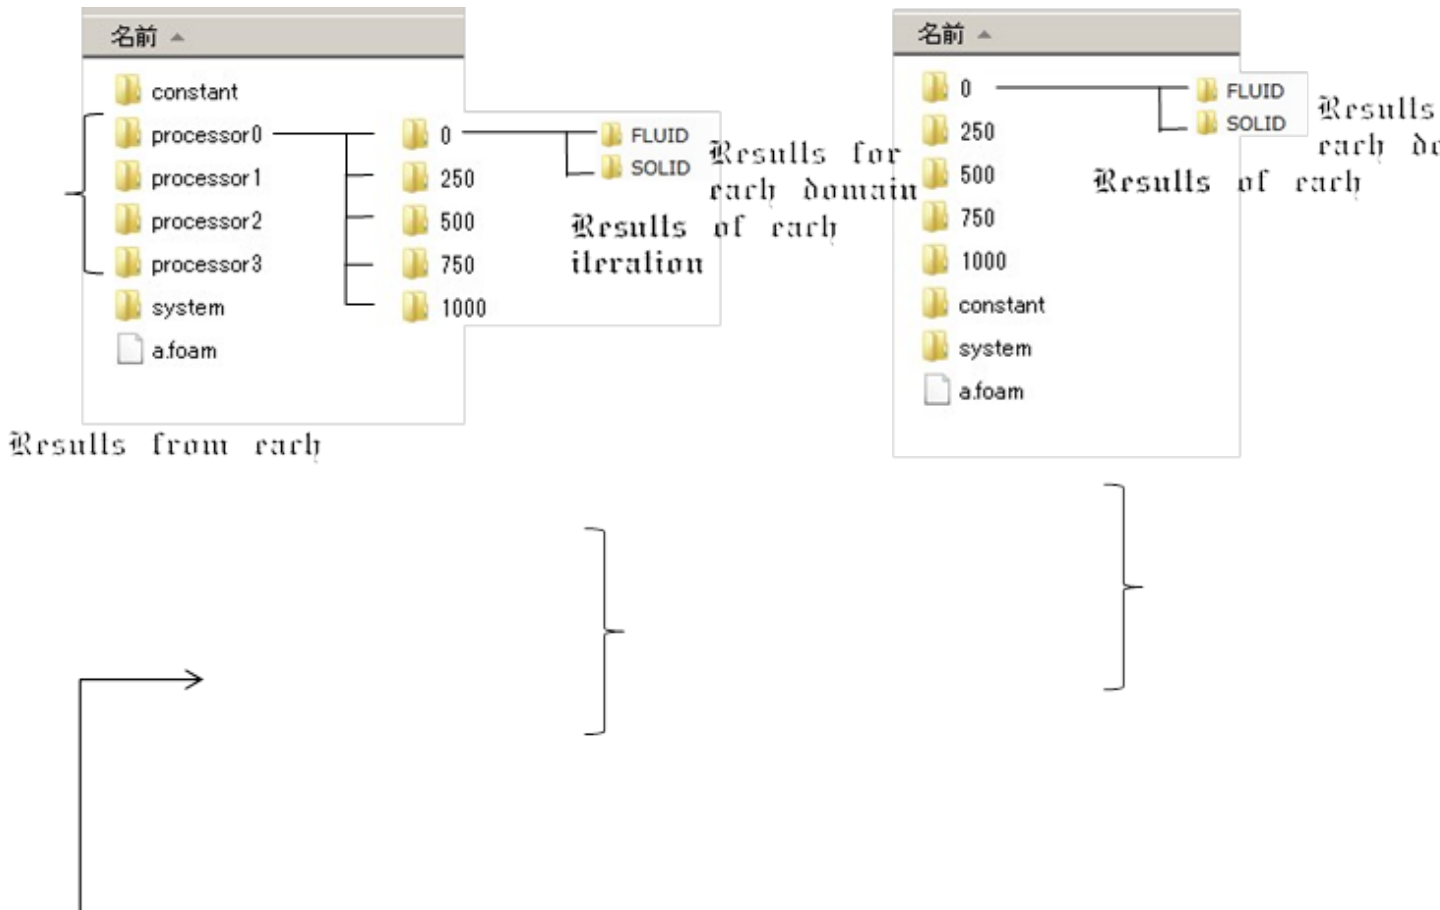 名前
constant
processor0
processor1
processor2
processor3
system
a.foam
0
250
500
750
1000
FLUID
SOLID
Results for
each domain
Results of each
iteration
Results from each
名前
0
250
500
750
1000
constant
system
a.foam
FLUID
SOLID
Results
each do
Results of each